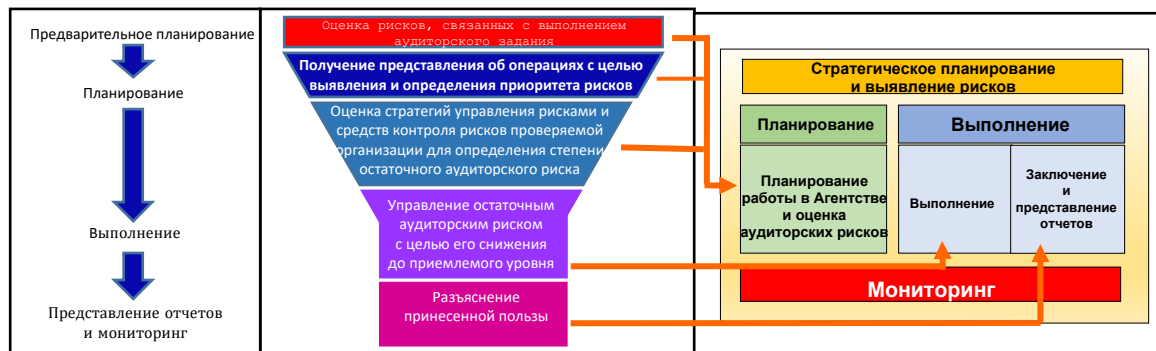 Предварительное планирование
Планирование
Выполнение
Представление отчетов
и мониторинг
Оценка рисков, связанных с выполнением
аудиторского задания
Получение представления об операциях с целью
выявления и определения приоритета рисков
Оценка стратегий управления рисками и
средств контроля рисков проверяемой
организации для определения степени
остаточного аудиторского риска
Управление остаточным
аудиторским риском
с целью его снижения
до приемлемого уровня
Разъяснение
принесенной пользы
Стратегическое планирование
и выявление рисков
Планирование
Выполнение
Планирование
работы в Агентстве
и оценка
аудиторских рисков
Выполнение
Заключение
и
представление
отчетов
Мониторинг